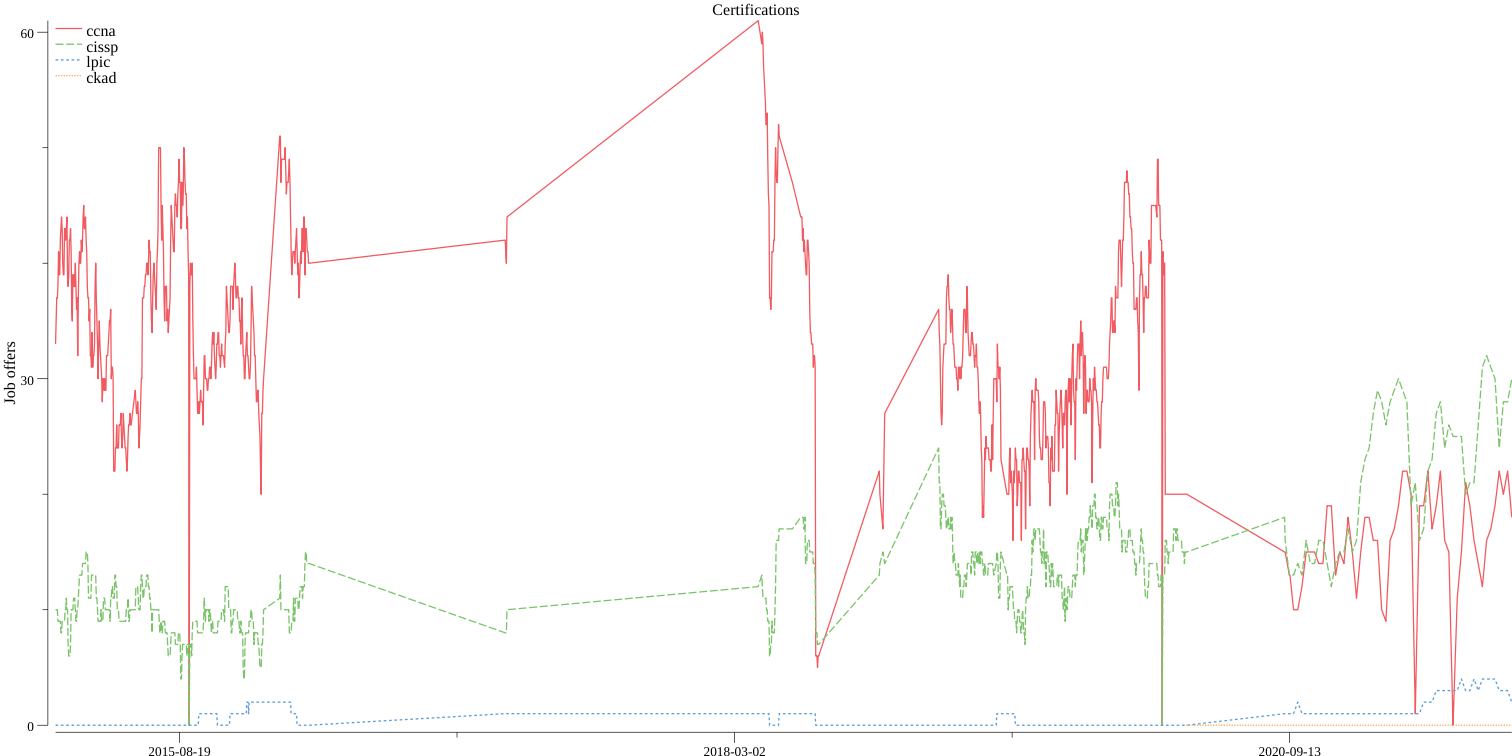 Certifications
60
ccna
cissp
lpic
ckad
Job offers
30
0
2015-08-19
2018-03-02
2020-09-13